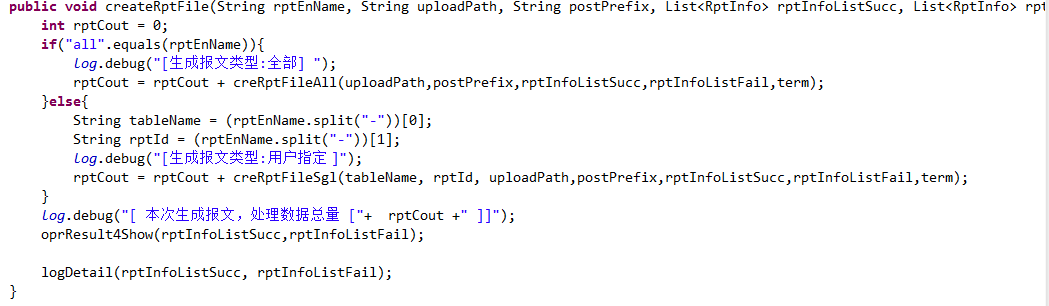 public void createRptFile(String rptEnName, String uploadPath, String postPrefix, List<RptInfo> rptInfoListSucc, List<RptInfo> rpt
int rptCout = 0;
if("all".equals(rptEnName)){
log.debug("[生成报文类型:全部] ");
rptCout = rptCout + creRptFileAll(uploadPath,postPrefix,rptInfoListSucc,rptInfoListFail,term);
}else{
String tableName = (rptEnName.split("-"))[0];
String rptId = (rptEnName.split("-"))[1];
log.debug("[生成报文类型:用户指定 ]");
rptCout = rptCout + creRptFileSgl(tableName, rptId, uploadPath,postPrefix,rptInfoListSucc,rptInfoListFail,term);
}
log.debug("[ 本次生成报文，处理数据总量 ["+  rptCout +" ]]");
oprResult4Show(rptInfoListSucc,rptInfoListFail);
logDetail(rptInfoListSucc, rptInfoListFail);
}